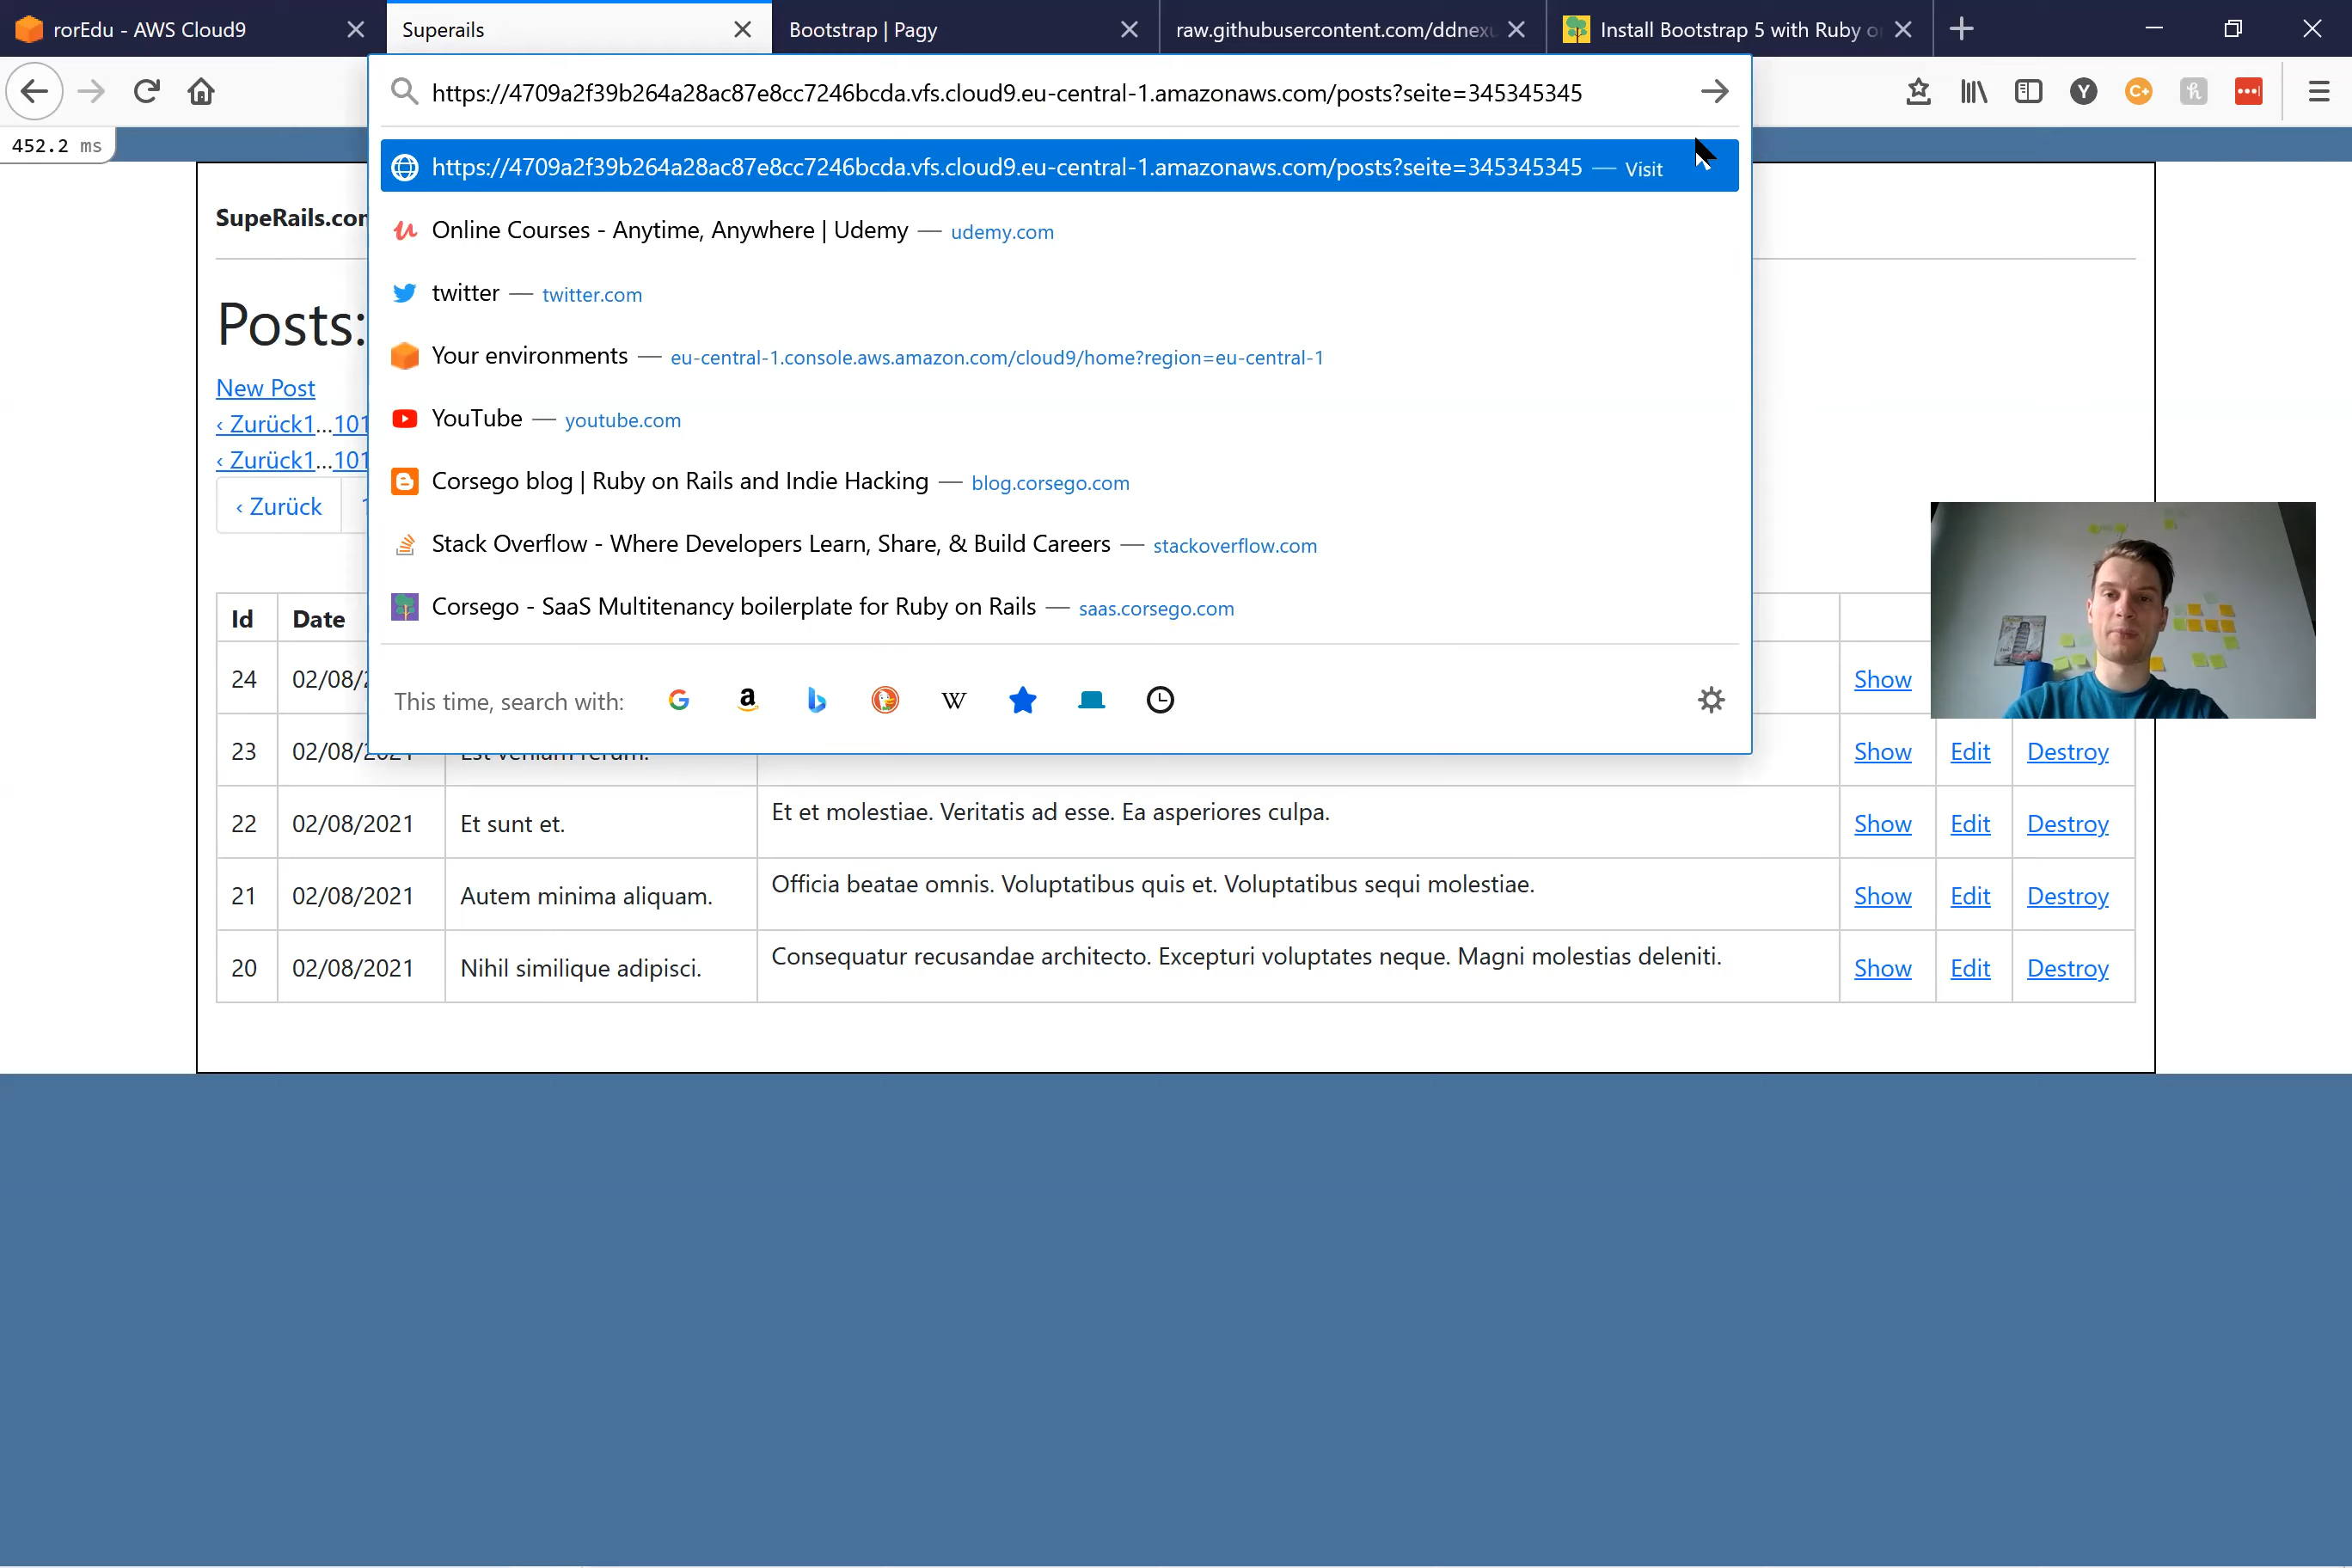 rorEdu - AWS Cloud9
Superails
Bootstrap | Pagy
raw.githubusercontent.com/ddnexu
Install Bootstrap 5 with Ruby o
https://4709a2f39b264a28ac87e8cc7246bcda.vfs.cloud9.eu-central-1.amazonaws.com/posts?seite=345345345
452.2 ms
https://4709a2f39b264a28ac87e8cc7246bcda.vfs.cloud9.eu-central-1.amazonaws.com/posts?seite=345345345 — Visit
Online Courses - Anytime, Anywhere | Udemy — udemy.com
twitter — twitter.com
Your environments — eu-central-1.console.aws.amazon.com/cloud9/home?region=eu-central-1
YouTube — youtube.com
Corsego blog | Ruby on Rails and Indie Hacking — blog.corsego.com
Stack Overflow - Where Developers Learn, Share, & Build Careers — stackoverflow.com
Corsego - SaaS Multitenancy boilerplate for Ruby on Rails — saas.corsego.com
This time, search with:
SupeRails.com
Posts:
New Post
‹ Zurück1...101
‹ Zurück1...101
‹ Zurück 1
Id Date
24 02/08/ Show
23 02/08/2021 Est veniam rerum. Show Edit Destroy
22 02/08/2021 Et sunt et. Et et molestiae. Veritatis ad esse. Ea asperiores culpa. Show Edit Destroy
21 02/08/2021 Autem minima aliquam. Officia beatae omnis. Voluptatibus quis et. Voluptatibus sequi molestiae. Show Edit Destroy
20 02/08/2021 Nihil similique adipisci. Consequatur recusandae architecto. Excepturi voluptates neque. Magni molestias deleniti. Show Edit Destroy